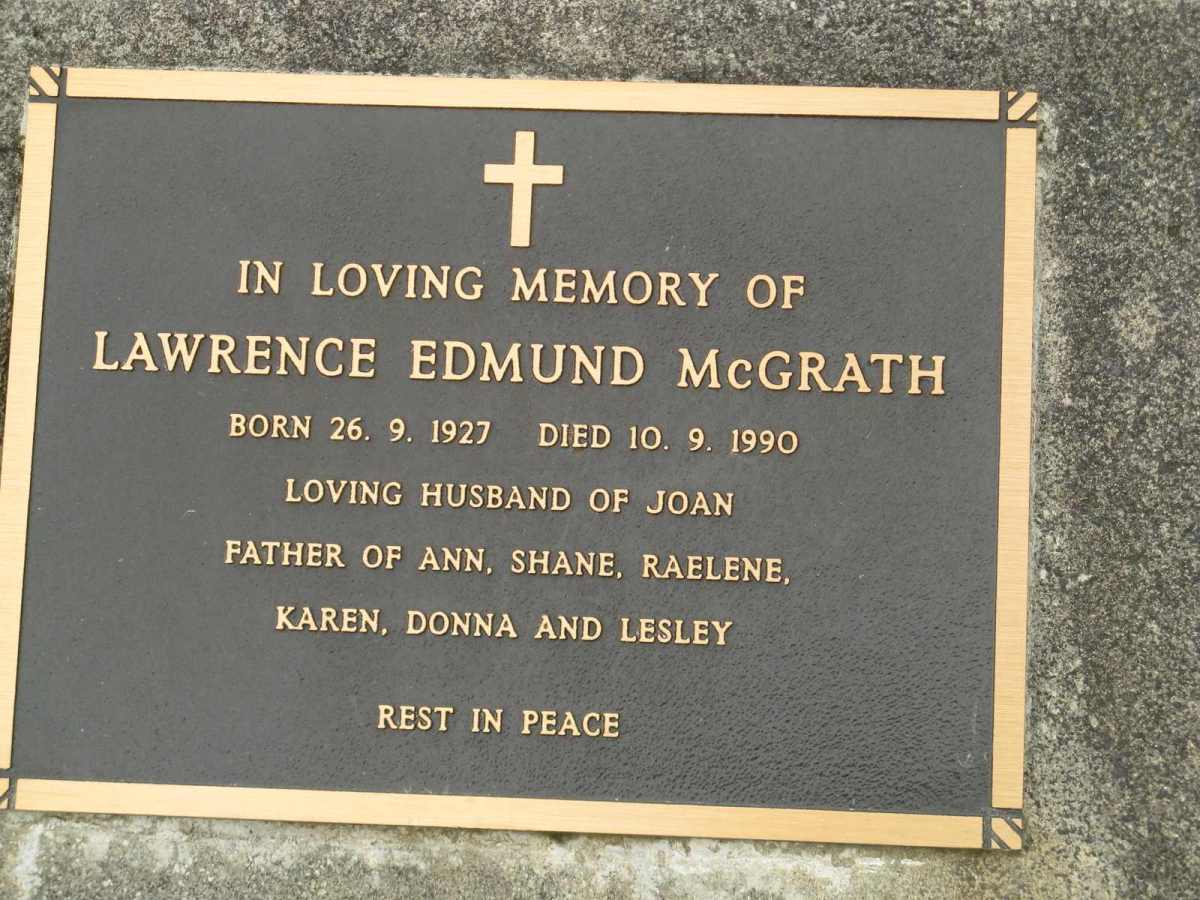 IN LOVING MEMORY OF
LAWRENCE EDMUND McGRATH
BORN 26. 9. 1927 DIED 10. 9. 1990
LOVING HUSBAND OF JOAN
FATHER OF ANN, SHANE, RAELENE,
KAREN, DONNA AND LESLEY
REST IN PEACE